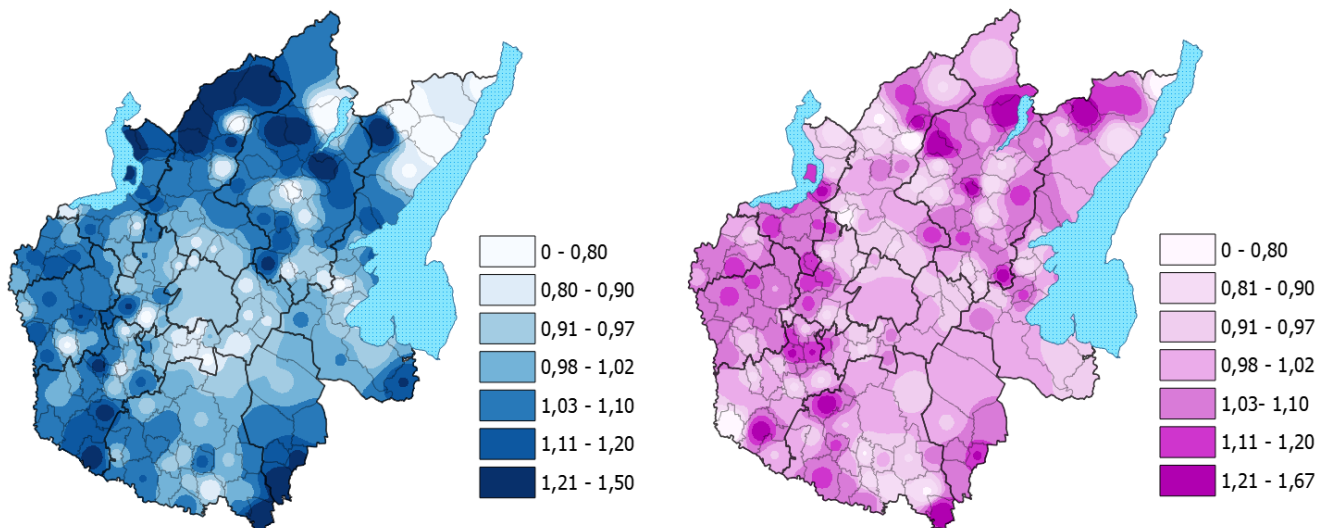 0 - 0,80
0,80 - 0,90
0,91 - 0,97
0,98 - 1,02
1,03 - 1,10
1,11 - 1,20
1,21 - 1,50
0 - 0,80
0,81 - 0,90
0,91 - 0,97
0,98 - 1,02
1,03- 1,10
1,11 - 1,20
1,21 - 1,67